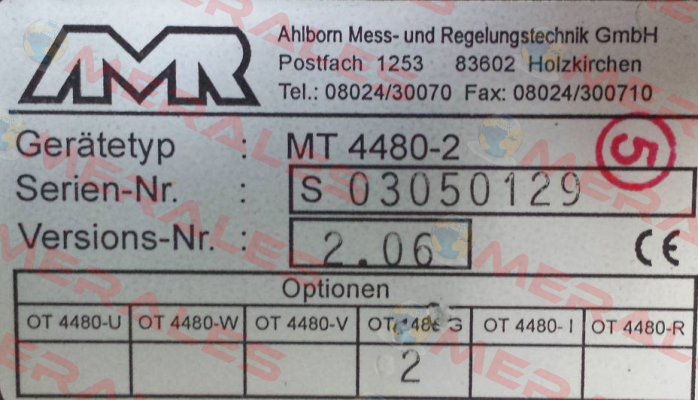 AMR
Ahlborn Mess- und Regelungstechnik GmbH
Postfach 1253 83602 Holzkirchen
Tel.: 08024/30070 Fax: 08024/300710
Gerätetyp : MT 4480-2
5
Serien-Nr. : S 03050129
Versions-Nr. : 2.06 CE
Optionen
OT 4480-U OT 4480-W OT 4480-V G OT 4480-I OT 4480-R
2
MERALES